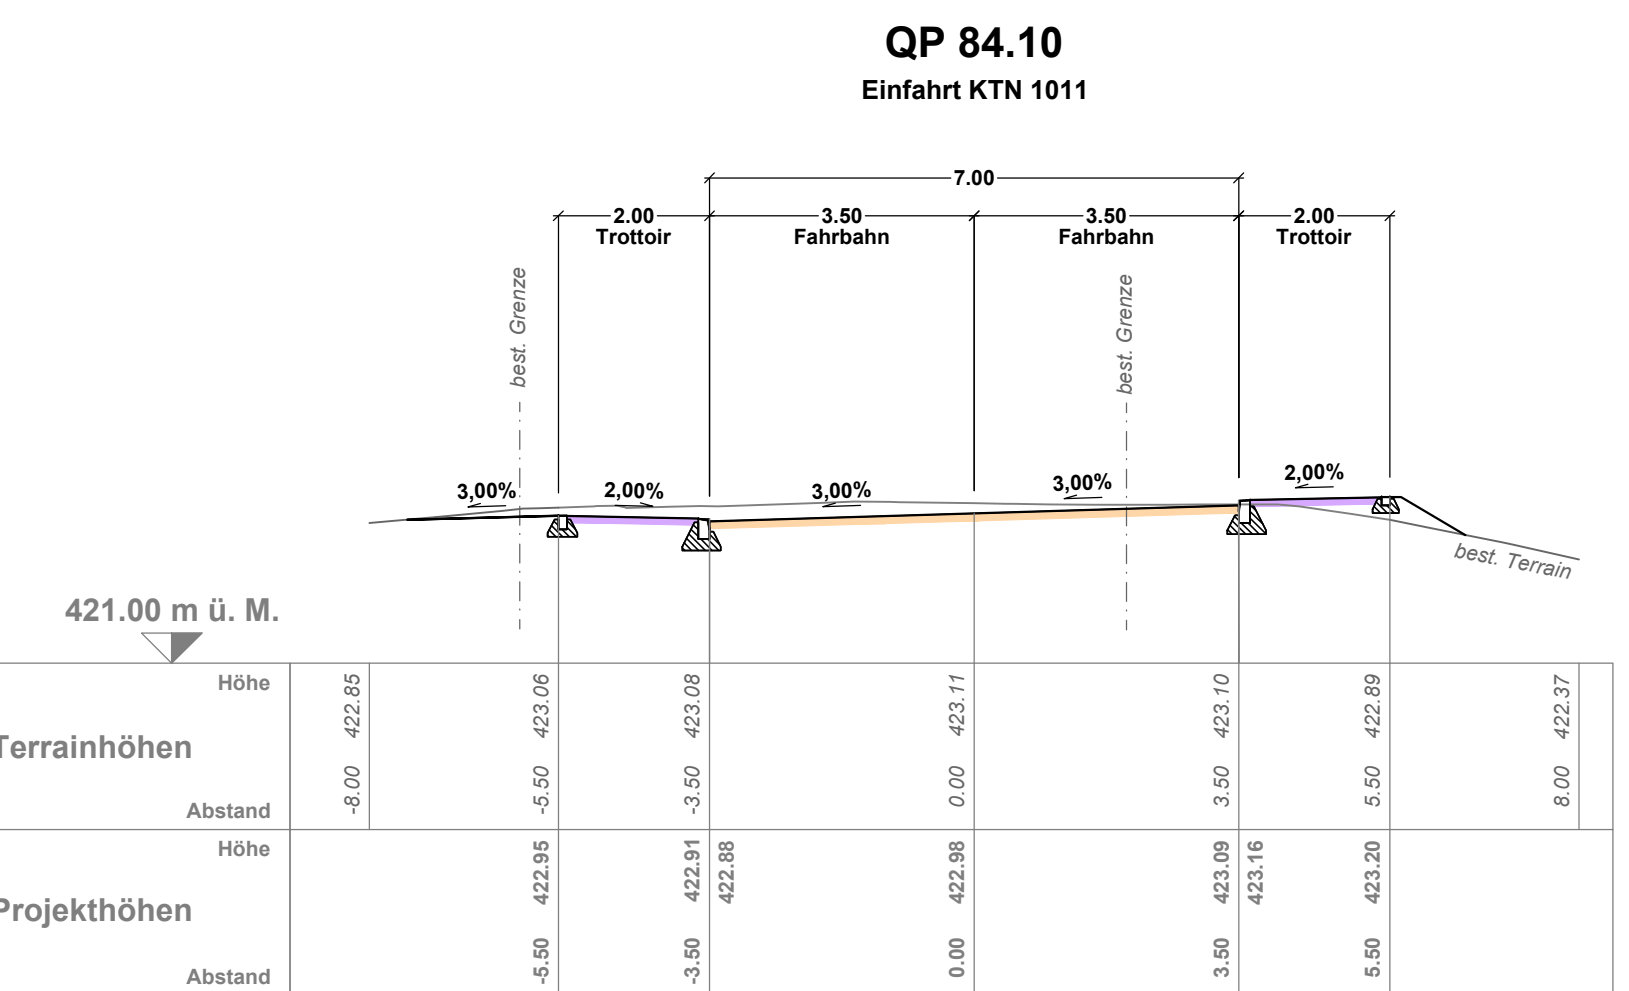 QP 84.10
Einfahrt KTN 1011
7.00
2.00 3.50 3.50 2.00
Trottoir Fahrbahn Fahrbahn Trottoir
best. Grenze best. Grenze
3,00% 2,00% 3,00% 3,00% 2,00%
best. Terrain
421.00 m ü. M.
Höhe 422.85 423.06 423.08 423.11 423.10 422.89 422.37
Terrainhöhen
Abstand -8.00 -5.50 -3.50 0.00 3.50 5.50 8.00
Höhe 422.95 422.91 422.88 422.98 423.09 423.16 423.20
Projekthöhen
Abstand -5.50 -3.50 0.00 3.50 5.50